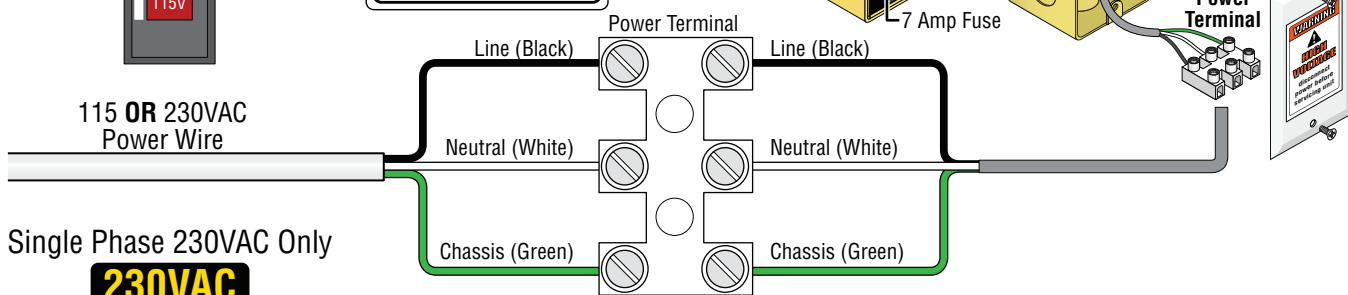 115V
Power Terminal
7 Amp Fuse
Power
Terminal
WARNING
HIGH
VOLTAGE
disconnect
power before
servicing unit
Line (Black)
Line (Black)
115 OR 230VAC
Power Wire
Neutral (White)
Neutral (White)
Single Phase 230VAC Only
Chassis (Green)
Chassis (Green)
230VAC